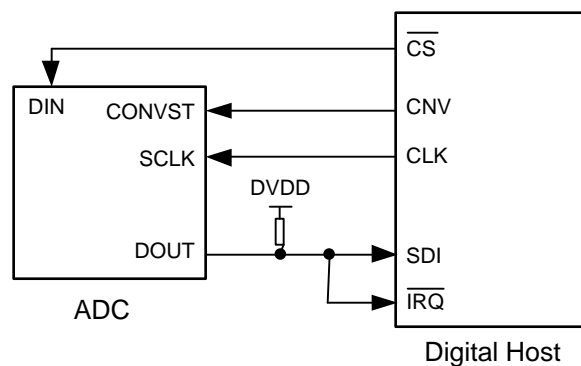 CS
DIN
CONVST
CNV
SCLK
CLK
DVDD
DOUT
SDI
IRQ
ADC
Digital Host